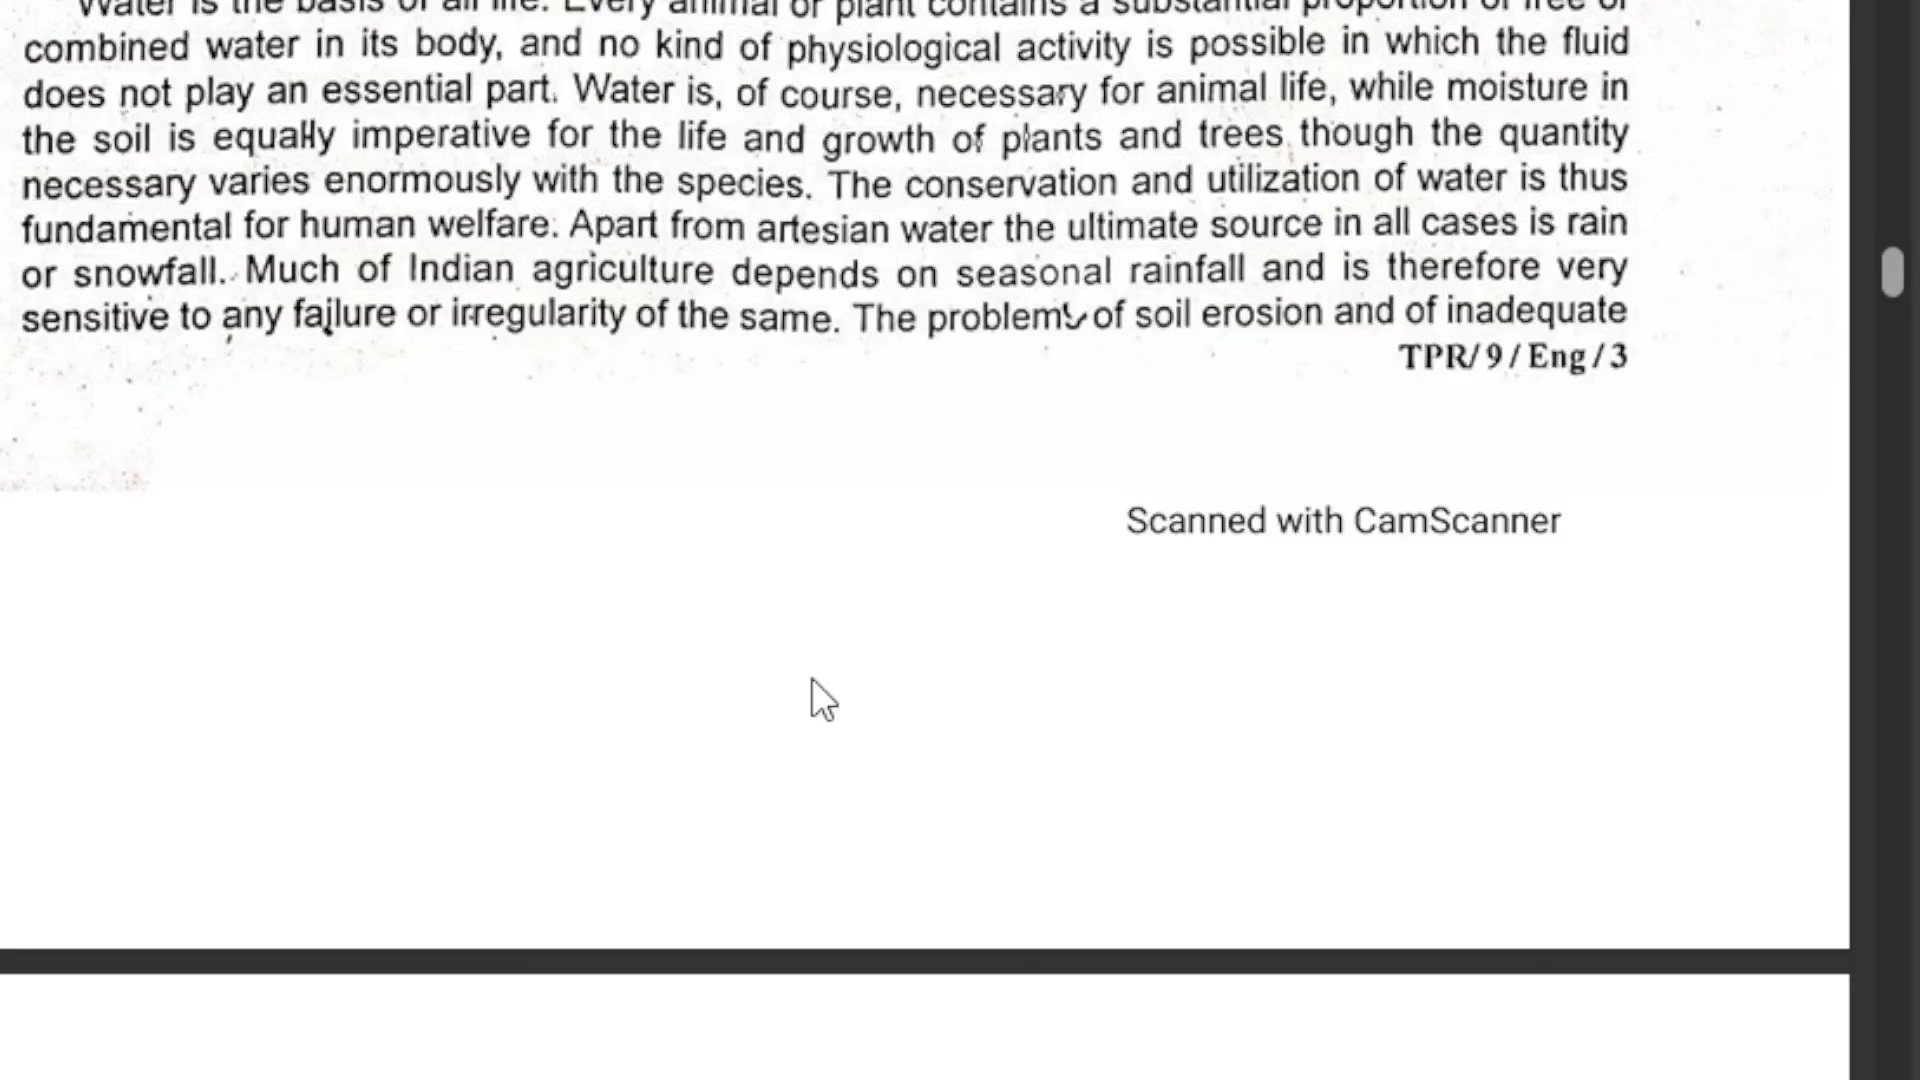 Water is the basis of all life. Every animal or plant contains a substantial proportion of free or
combined water in its body, and no kind of physiological activity is possible in which the fluid
does not play an essential part. Water is, of course, necessary for animal life, while moisture in
the soil is equally imperative for the life and growth of plants and trees though the quantity
necessary varies enormously with the species. The conservation and utilization of water is thus
fundamental for human welfare. Apart from artesian water the ultimate source in all cases is rain
or snowfall. Much of Indian agriculture depends on seasonal rainfall and is therefore very
sensitive to any failure or irregularity of the same. The problems of soil erosion and of inadequate
TPR/9/Eng/3
Scanned with CamScanner